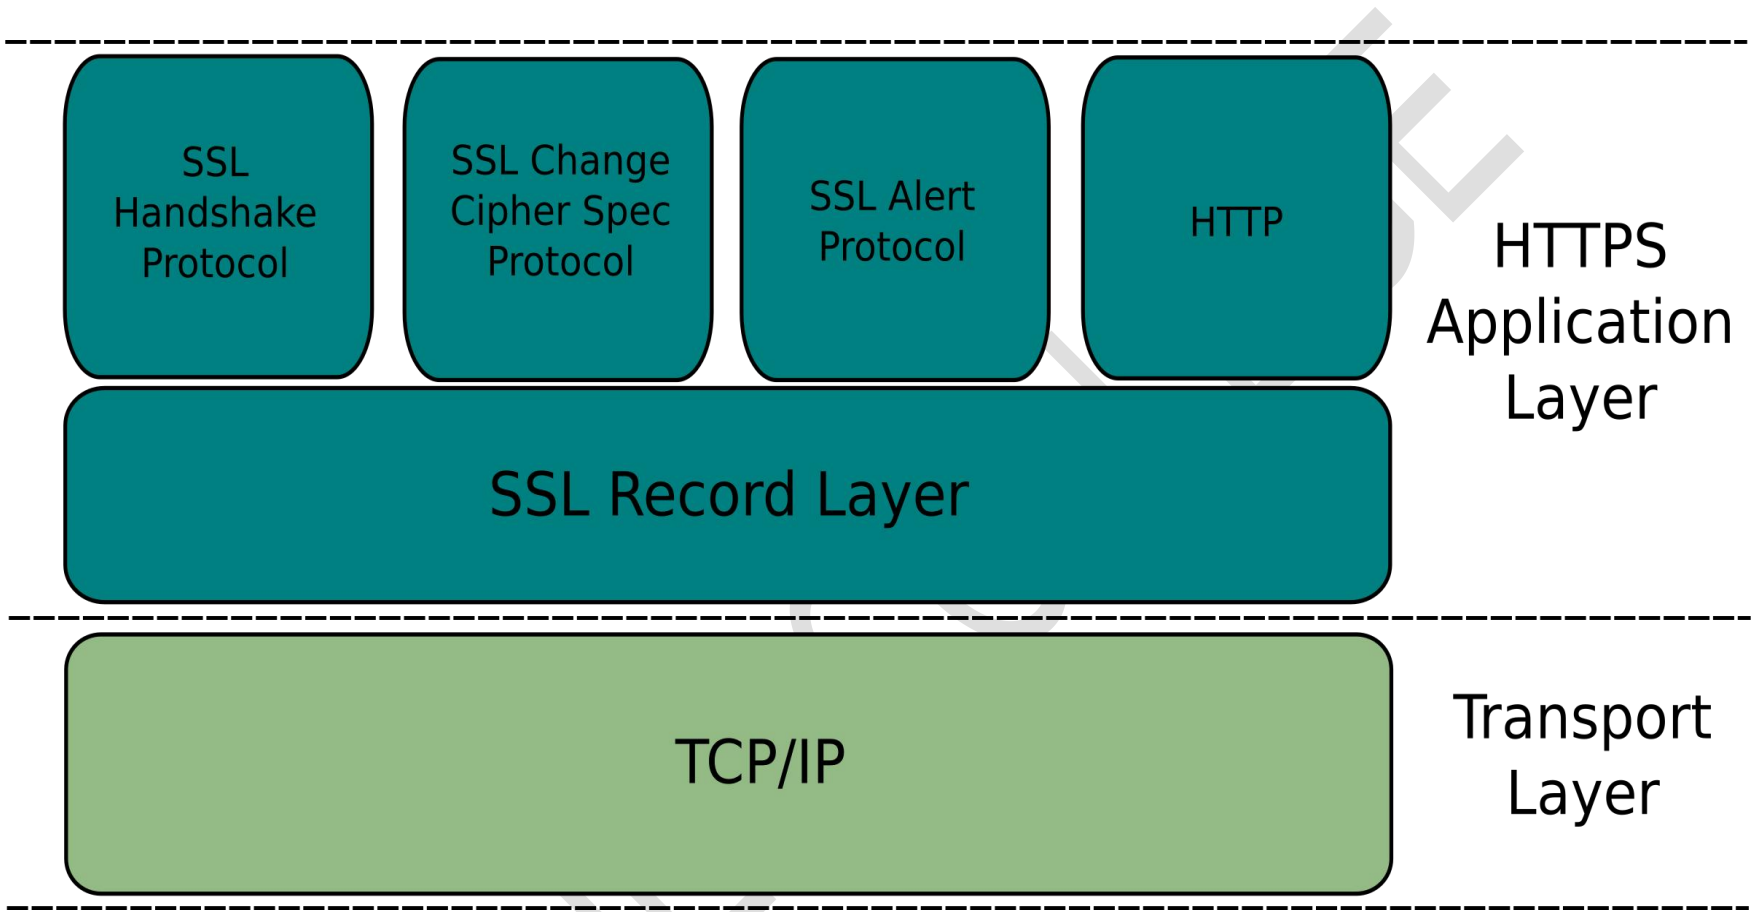 SSL
Handshake
Protocol
SSL Change
Cipher Spec
Protocol
SSL Alert
Protocol
HTTP
HTTPS
Application
Layer
SSL Record Layer
TCP/IP
Transport
Layer